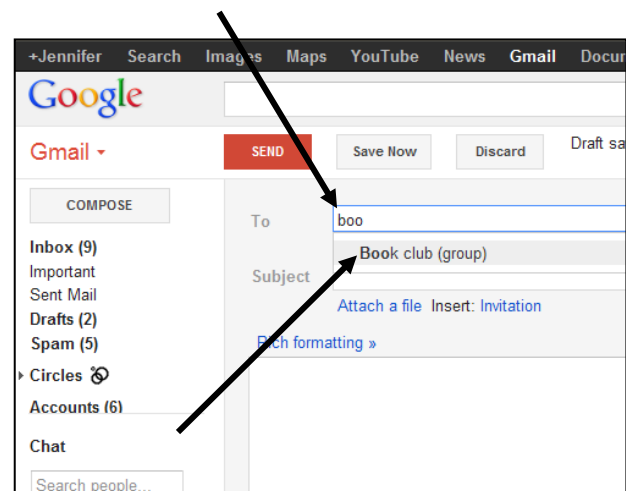 +Jennifer Search Images Maps YouTube News Gmail Docum
Google
Gmail
SEND Save Now Discard Draft sa
COMPOSE
To boo
Book club (group)
Subject
Attach a file Insert: Invitation
Rich formatting »
Inbox (9)
Important
Sent Mail
Drafts (2)
Spam (5)
Circles
Accounts (6)
Chat
Search people...